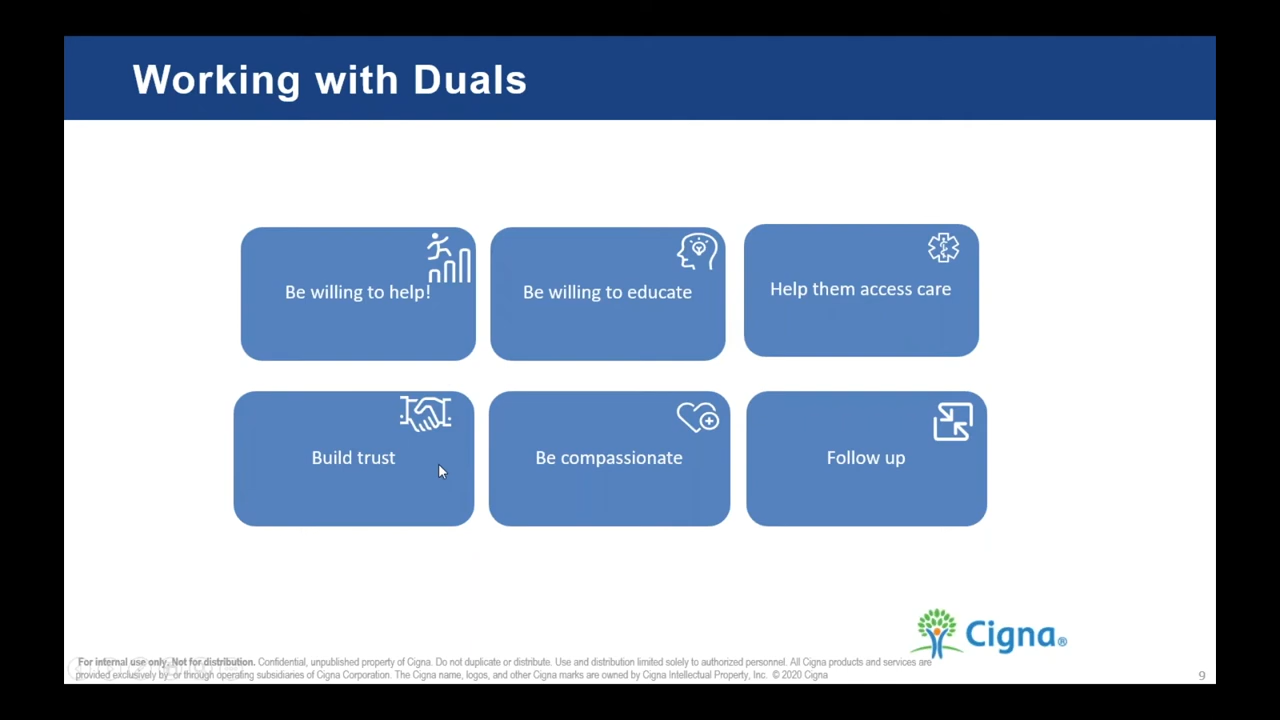 Working with Duals
Be willing to help!
Be willing to educate
Help them access care
Build trust
Be compassionate
Follow up
Cigna®
For internal use only. Not for distribution. Confidential, unpublished property of Cigna. Do not duplicate or distribute. Use and distribution limited solely to authorized personnel. All Cigna products and services are
provided exclusively by or through operating subsidiaries of Cigna Corporation. The Cigna name, logos, and other Cigna marks are owned by Cigna Intellectual Property, Inc. © 2020 Cigna
9